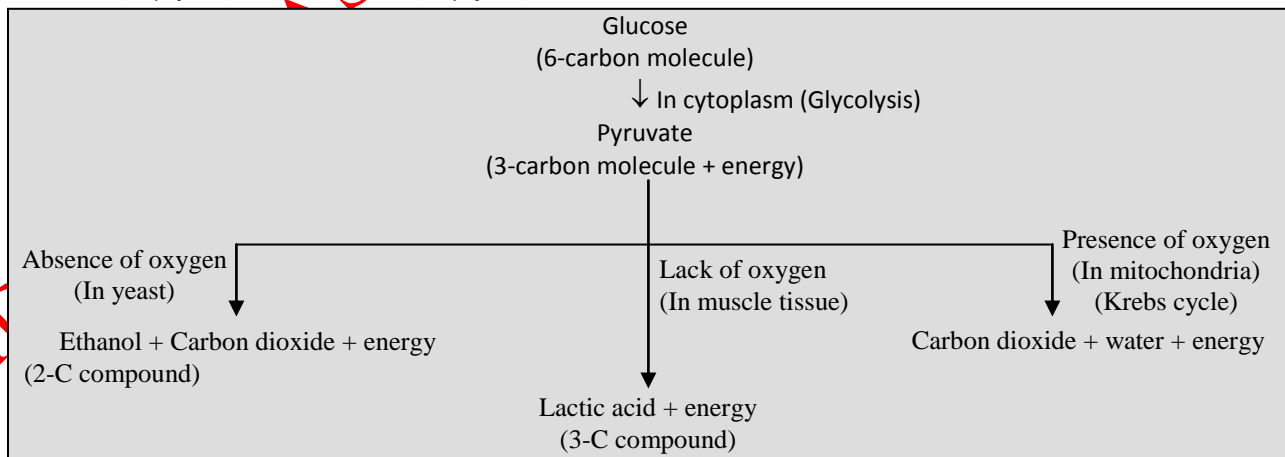 Glucose
(6-carbon molecule)
↓ In cytoplasm (Glycolysis)
Pyruvate
(3-carbon molecule + energy)
Absence of oxygen
(In yeast)
Ethanol + Carbon dioxide + energy
(2-C compound)
Lack of oxygen
(In muscle tissue)
Lactic acid + energy
(3-C compound)
Presence of oxygen
(In mitochondria)
(Krebs cycle)
Carbon dioxide + water + energy